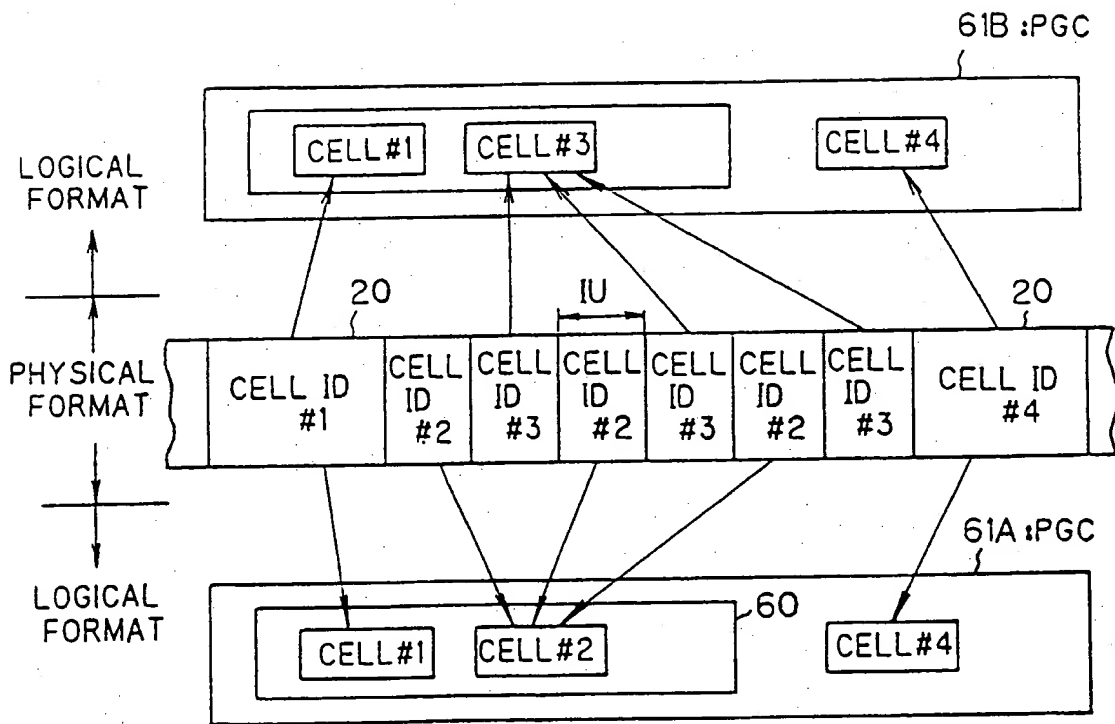 61B :PGC
CELL#1
CELL#3
CELL#4
LOGICAL
FORMAT
20
IU
20
PHYSICAL
FORMAT
CELL ID
#1
CELL
ID
#2
CELL
ID
#3
CELL
ID
#2
CELL
ID
#3
CELL
ID
#2
CELL
ID
#3
CELL ID
#4
61A :PGC
LOGICAL
FORMAT
60
CELL#1
CELL#2
CELL#4